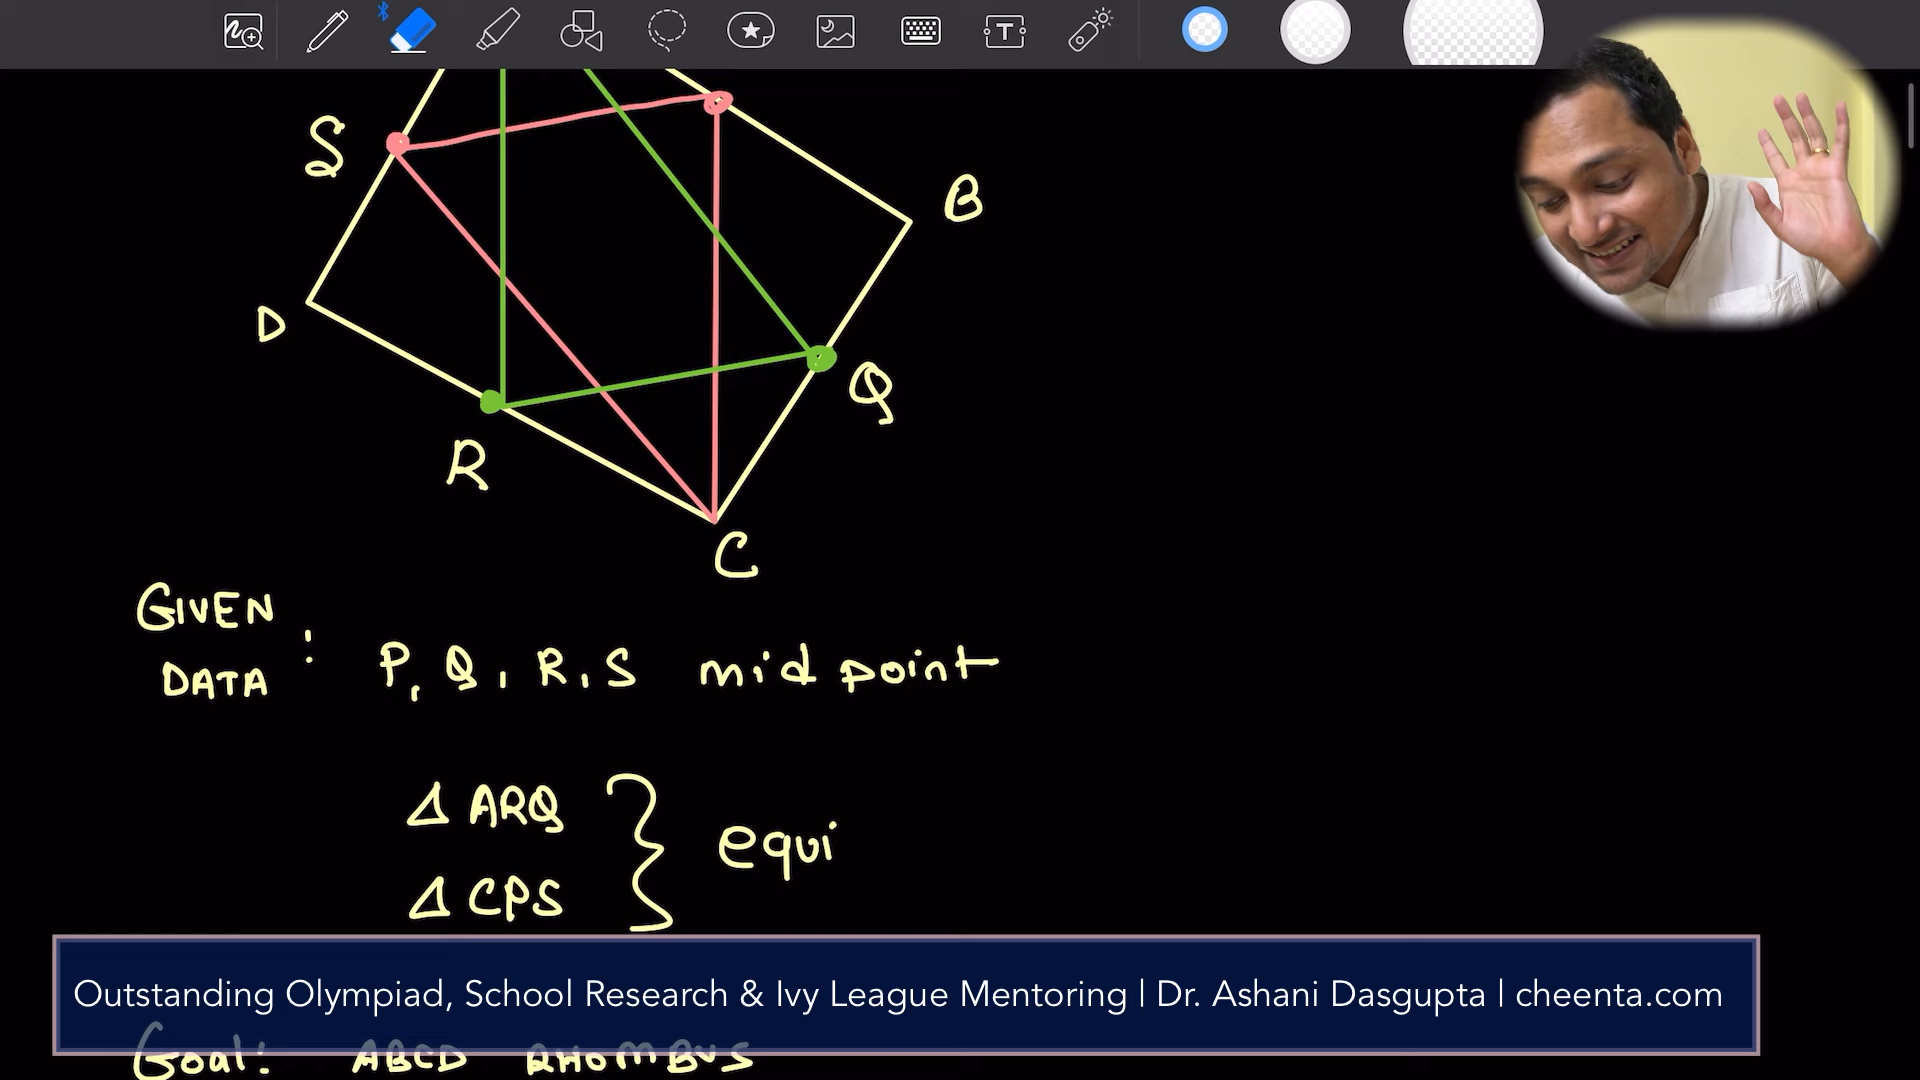 S
B
D
Q
R
C
GIVEN
DATA : P, Q, R, S mid point
Δ ARQ
equi
Δ CPS
Outstanding Olympiad, School Research & Ivy League Mentoring | Dr. Ashani Dasgupta | cheenta.com
Goal: ABCD RHOMBUS